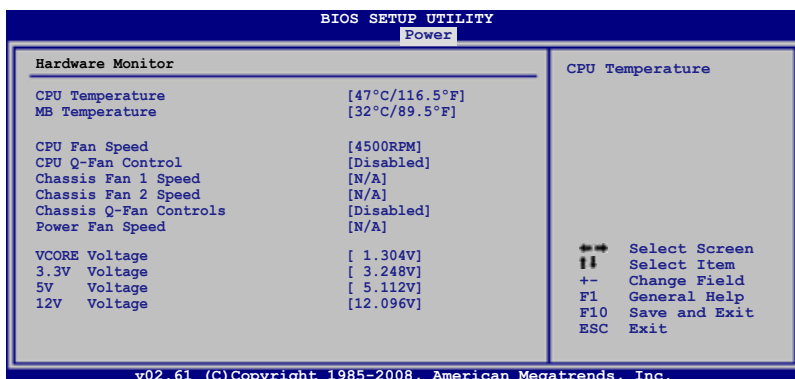 BIOS SETUP UTILITY
Power
Hardware Monitor
CPU Temperature [47°C/116.5°F]
MB Temperature [32°C/89.5°F]
CPU Fan Speed [4500RPM]
CPU Q-Fan Control [Disabled]
Chassis Fan 1 Speed [N/A]
Chassis Fan 2 Speed [N/A]
Chassis Q-Fan Controls [Disabled]
Power Fan Speed [N/A]
VCORE Voltage [ 1.304V]
3.3V Voltage [ 3.248V]
5V Voltage [ 5.112V]
12V Voltage [12.096V]
CPU Temperature
←→ Select Screen
↑↓ Select Item
+- Change Field
F1 General Help
F10 Save and Exit
ESC Exit
v02.61 (C)Copyright 1985-2008, American Megatrends, Inc.